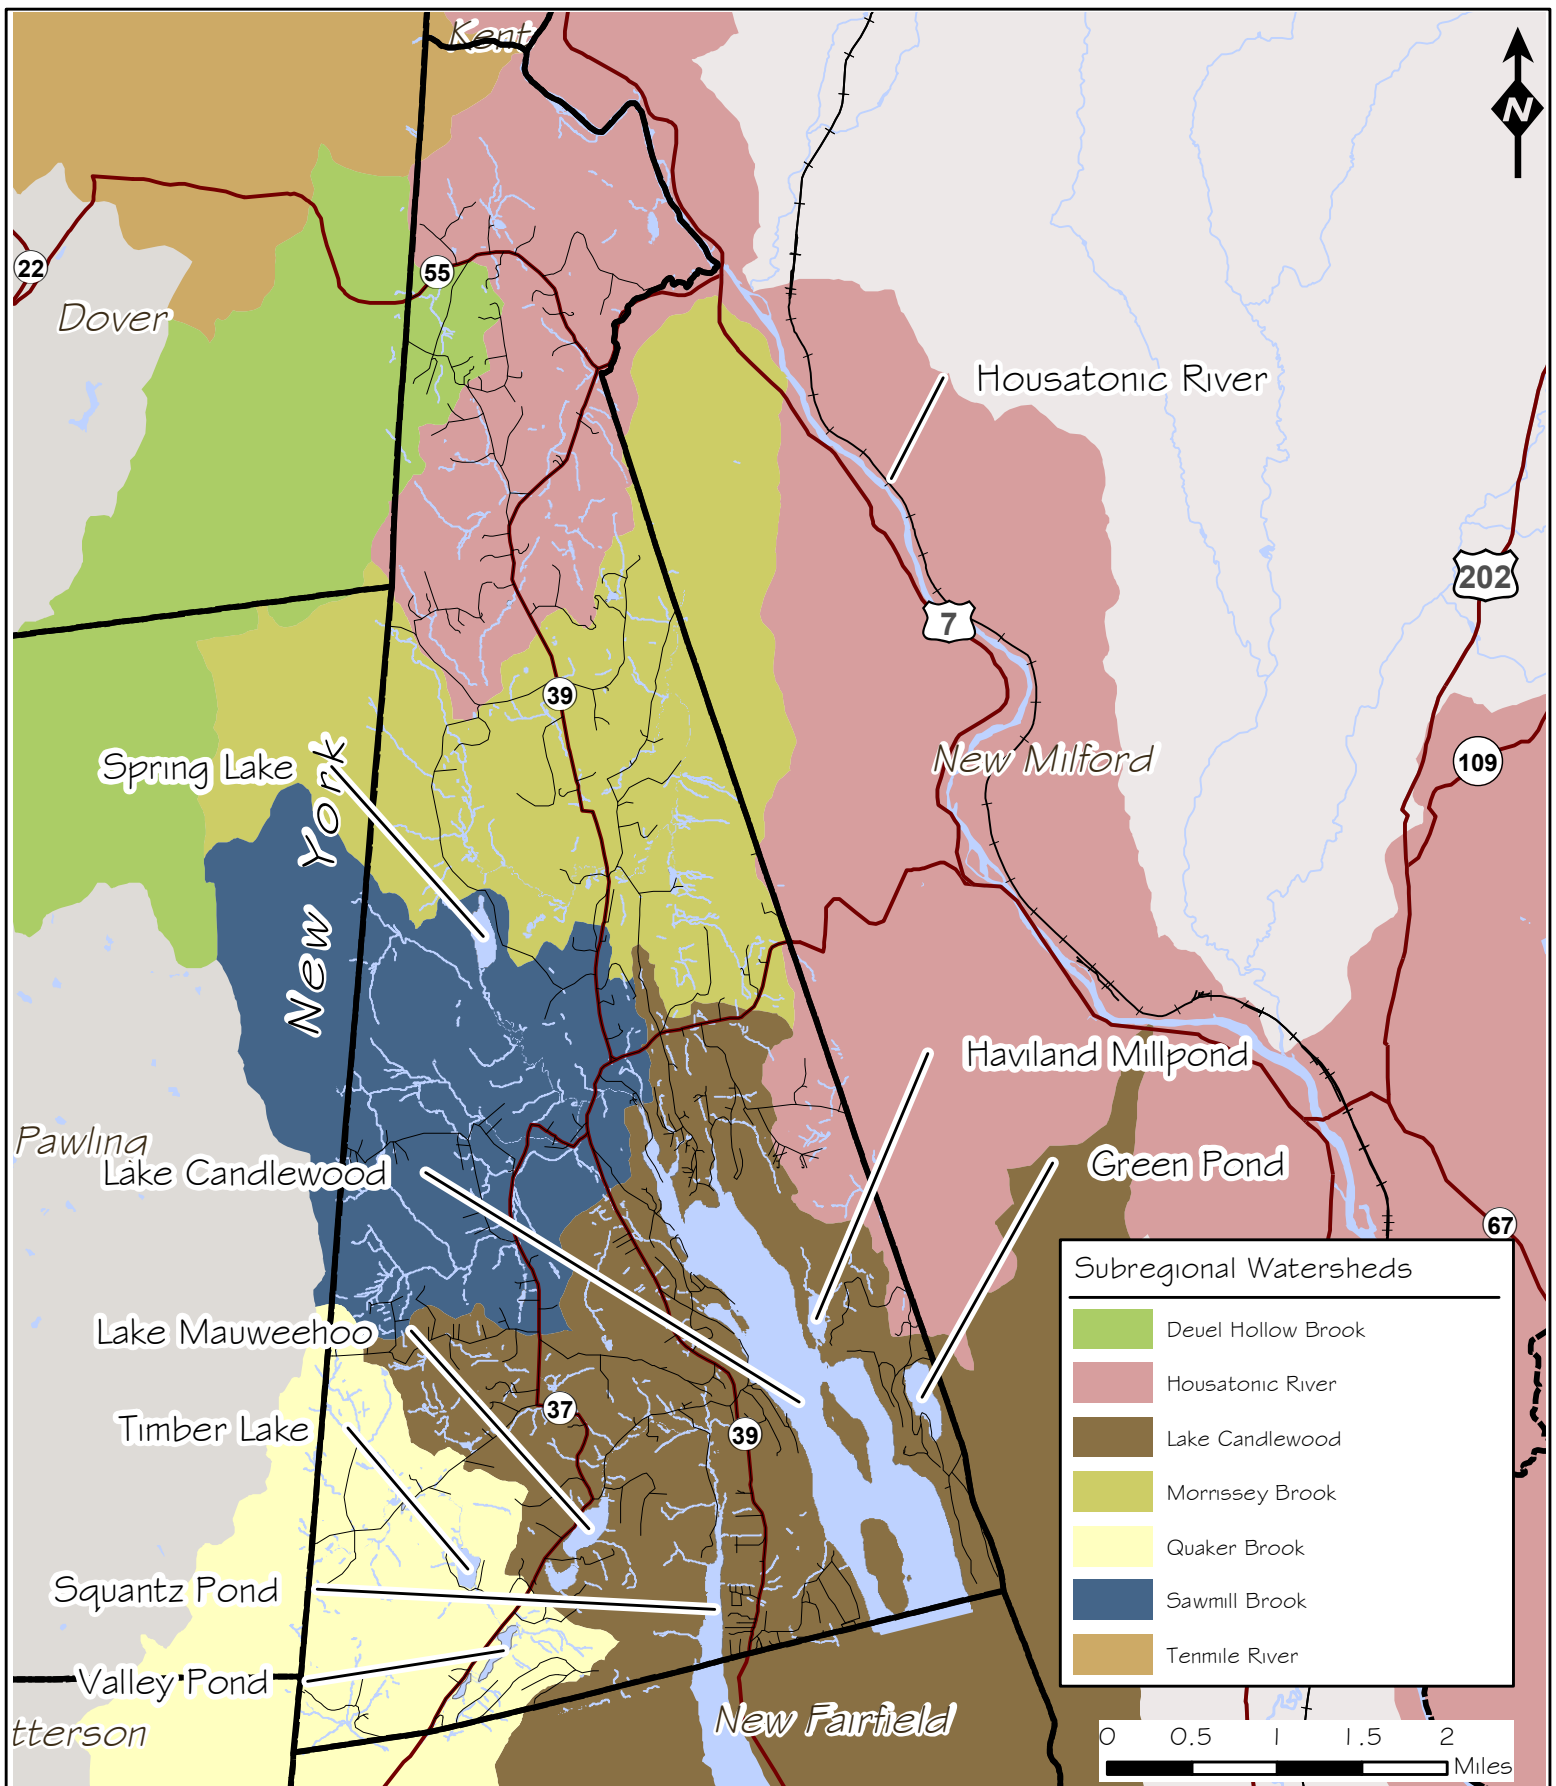 Kent
N
22
55
Dover
Housatonic River
202
7
39
New Milford
109
Spring Lake
New York
Haviland Millpond
Pawling
Lake Candlewood
Green Pond
67
Subregional Watersheds
Deuel Hollow Brook
Housatonic River
Lake Candlewood
Morrissey Brook
Quaker Brook
Sawmill Brook
Tenmile River
Lake Mauweehoo
37
39
Timber Lake
Squantz Pond
Valley Pond
tterson
New Fairfield
0 0.5 1 1.5 2
Miles